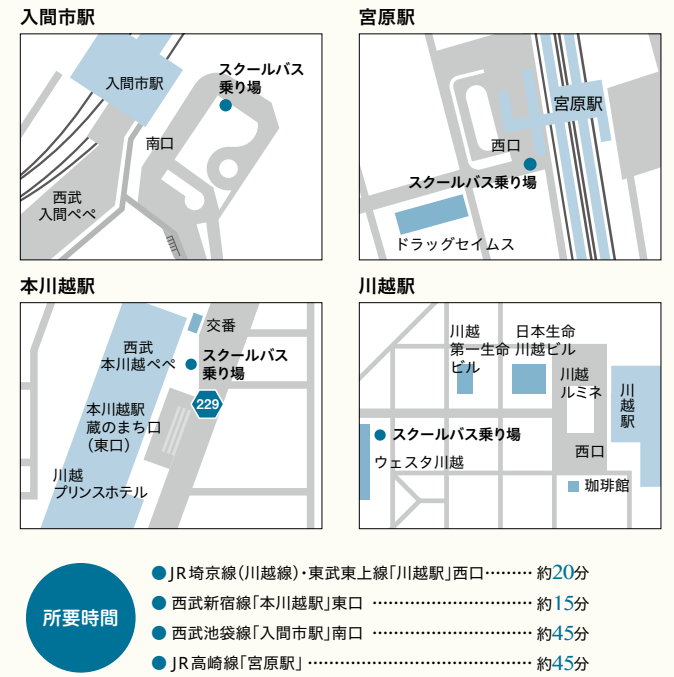 入間市駅
入間市駅
スクールバス
乗り場
南口
西武
入間ペペ
宮原駅
宮原駅
西口
スクールバス乗り場
ドラッグセイムス
本川越駅
交番
西武
本川越ペペ
スクールバス
乗り場
229
本川越駅
蔵のまち口
(東口)
川越
プリンスホテル
川越駅
川越
第一生命
ビル
日本生命
川越ビル
川越
ルミネ
川越駅
スクールバス乗り場
ウェスタ川越
西口
珈琲館
所要時間
●JR埼京線(川越線)・東武東上線「川越駅」西口……… 約20分
●西武新宿線「本川越駅」東口 ……………………… 約15分
●西武池袋線「入間市駅」南口 ……………………… 約45分
●JR高崎線「宮原駅」 ……………………………… 約45分